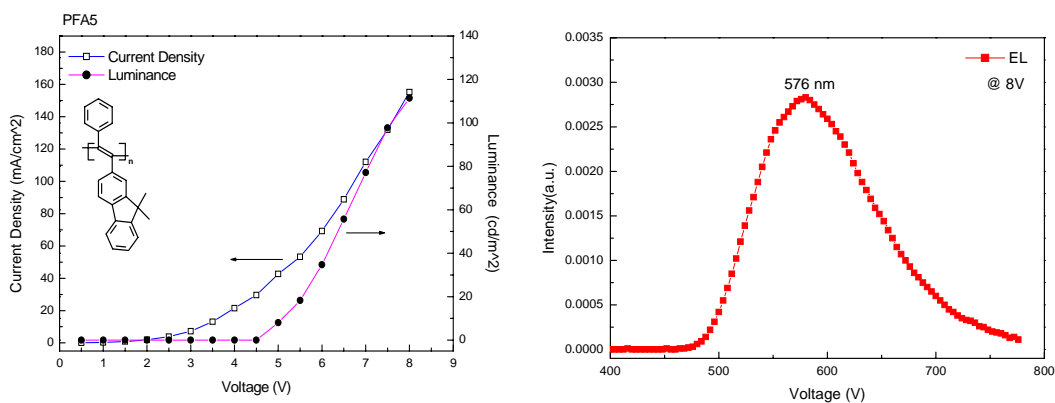 PFA5
Current Density
Luminance
n
Current Density (mA/cm^2)
180
160
140
120
100
80
60
40
20
0
0 1 2 3 4 5 6 7 8 9
Voltage (V)
140
120
100
80
60
40
20
0
Luminance (cd/m^2)
EL
@ 8V
576 nm
Intensity(a.u.)
0.0035
0.0030
0.0025
0.0020
0.0015
0.0010
0.0005
0.0000
400 500 600 700 800
Voltage (V)